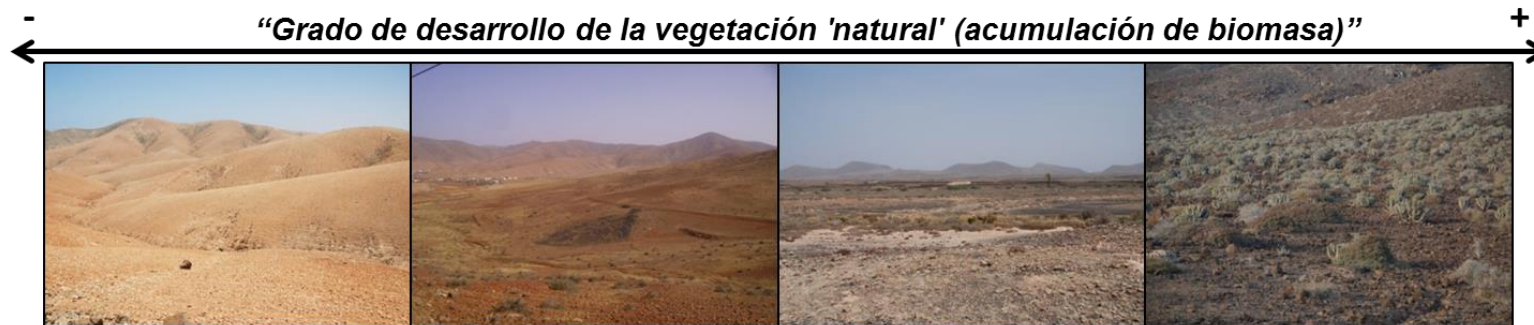 - +
“Grado de desarrollo de la vegetación 'natural' (acumulación de biomasa)”